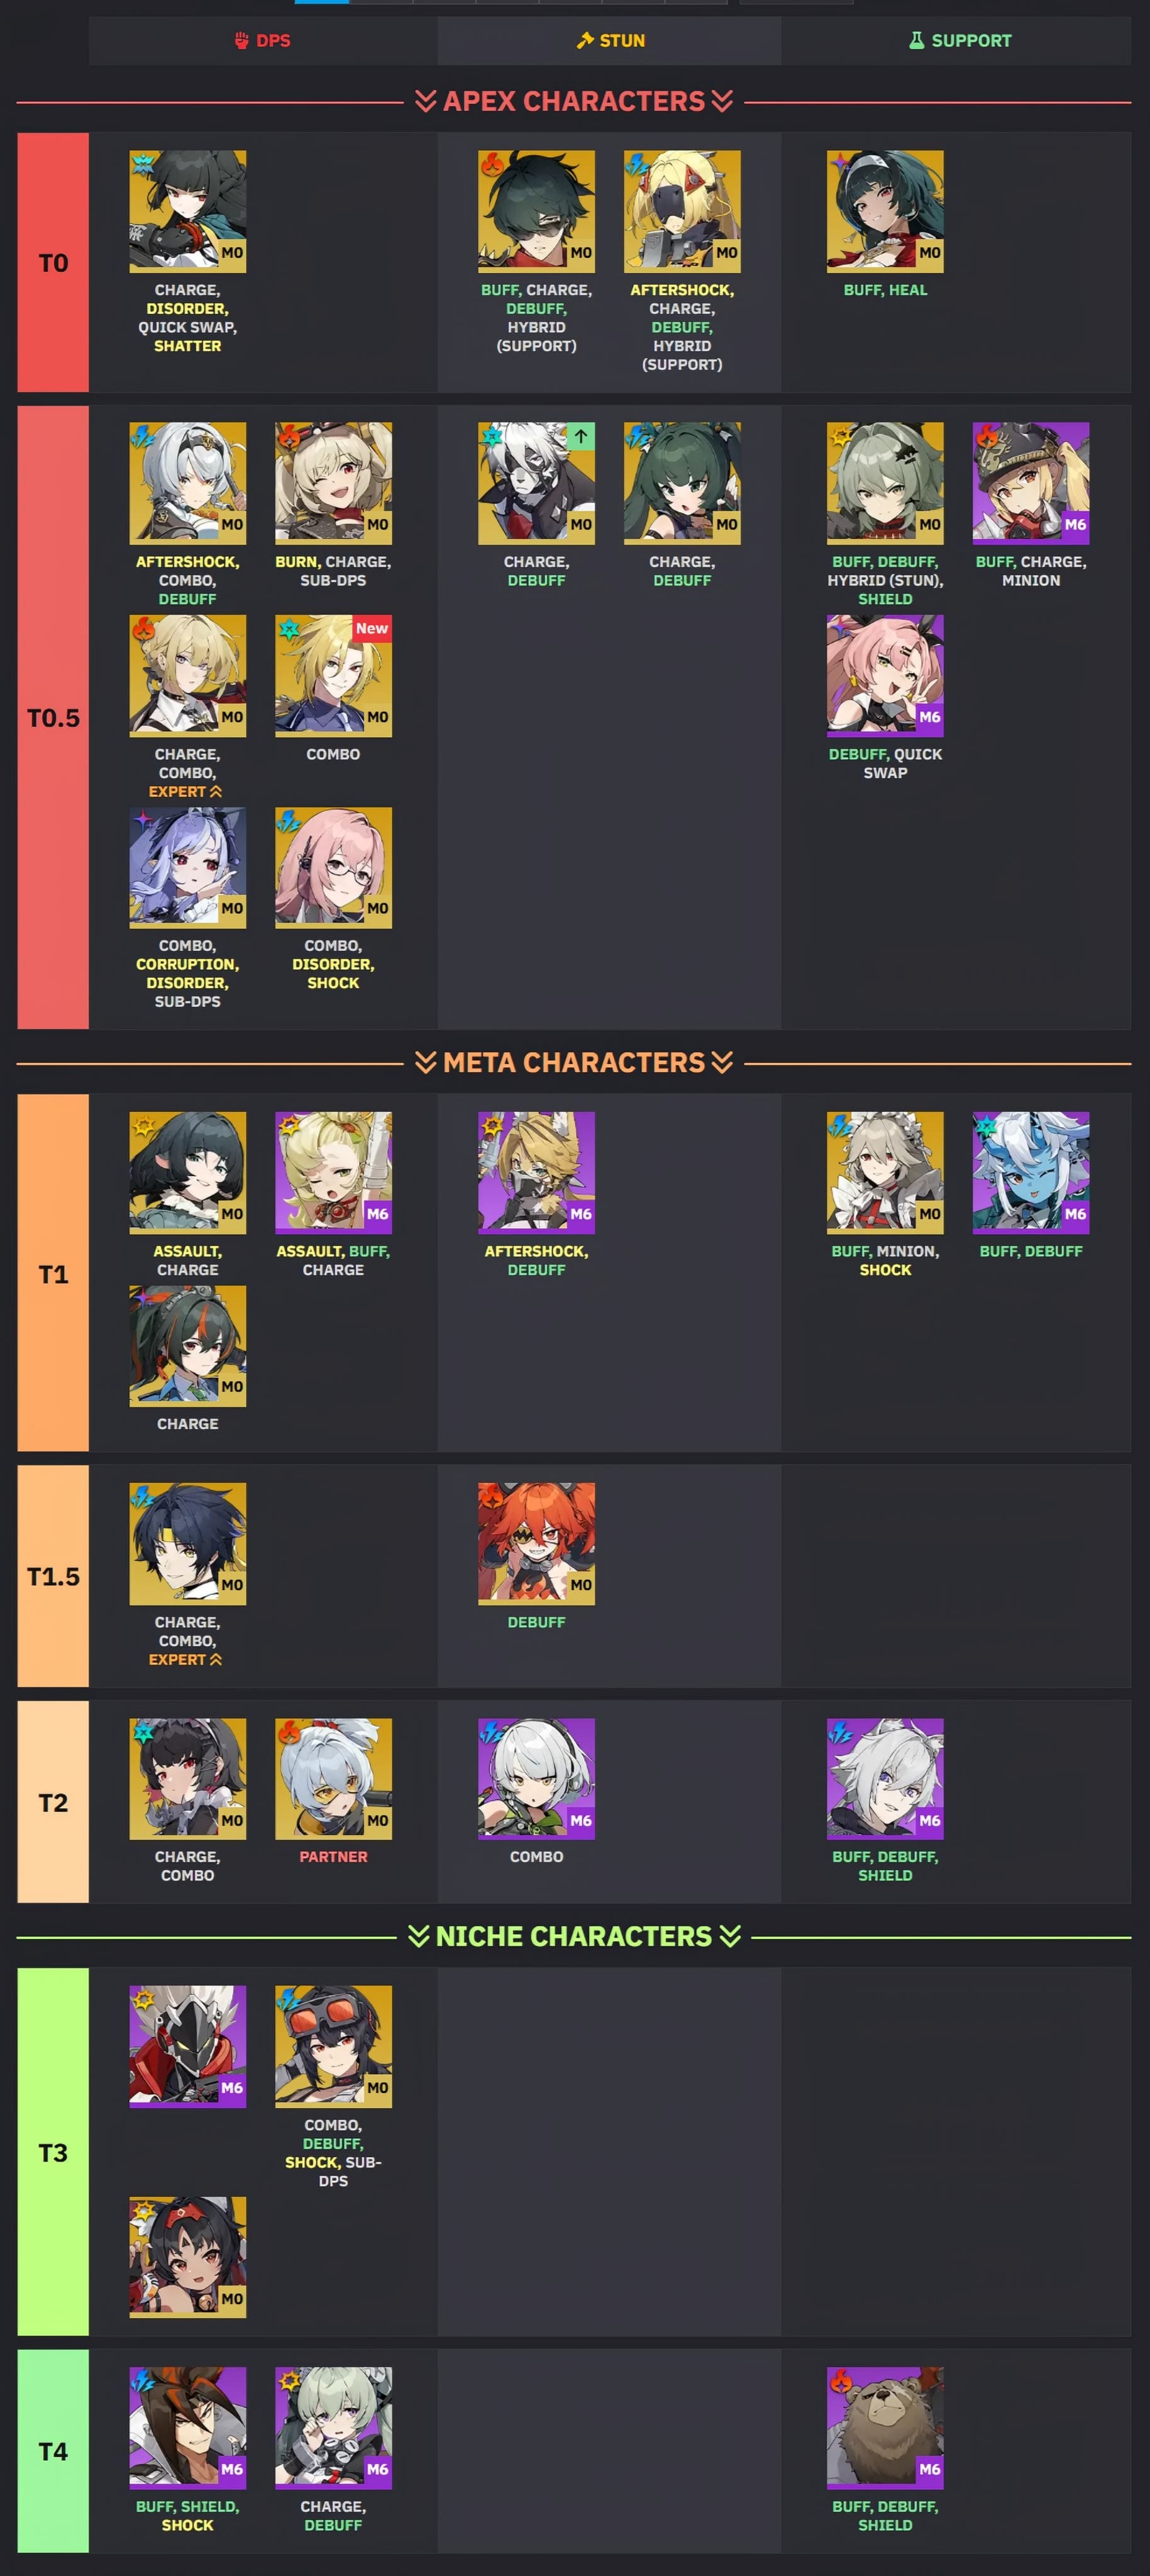 DPS
STUN
SUPPORT
APEX CHARACTERS
T0
M0
CHARGE,
DISORDER,
QUICK SWAP,
SHATTER
M0
BUFF, CHARGE,
DEBUFF,
HYBRID
(SUPPORT)
M0
AFTERSHOCK,
CHARGE,
DEBUFF,
HYBRID
(SUPPORT)
M0
BUFF, HEAL
T0.5
M0
AFTERSHOCK,
COMBO,
DEBUFF
M0
BURN, CHARGE,
SUB-DPS
M0
CHARGE,
COMBO,
EXPERT
New
M0
COMBO
M0
COMBO,
CORRUPTION,
DISORDER,
SUB-DPS
M0
COMBO,
DISORDER,
SHOCK
M0
CHARGE,
DEBUFF
M0
CHARGE,
DEBUFF
M0
BUFF, DEBUFF,
HYBRID (STUN),
SHIELD
M6
BUFF, CHARGE,
MINION
M6
DEBUFF, QUICK
SWAP
META CHARACTERS
T1
M0
ASSAULT,
CHARGE
M6
ASSAULT, BUFF,
CHARGE
M0
CHARGE
M6
AFTERSHOCK,
DEBUFF
M0
BUFF, MINION,
SHOCK
M6
BUFF, DEBUFF
T1.5
M0
CHARGE,
COMBO,
EXPERT
M0
DEBUFF
T2
M0
CHARGE,
COMBO
M0
PARTNER
M6
COMBO
M6
BUFF, DEBUFF,
SHIELD
NICHE CHARACTERS
T3
M6
M0
COMBO,
DEBUFF,
SHOCK, SUB-
DPS
M0
T4
M6
BUFF, SHIELD,
SHOCK
M6
CHARGE,
DEBUFF
M6
BUFF, DEBUFF,
SHIELD